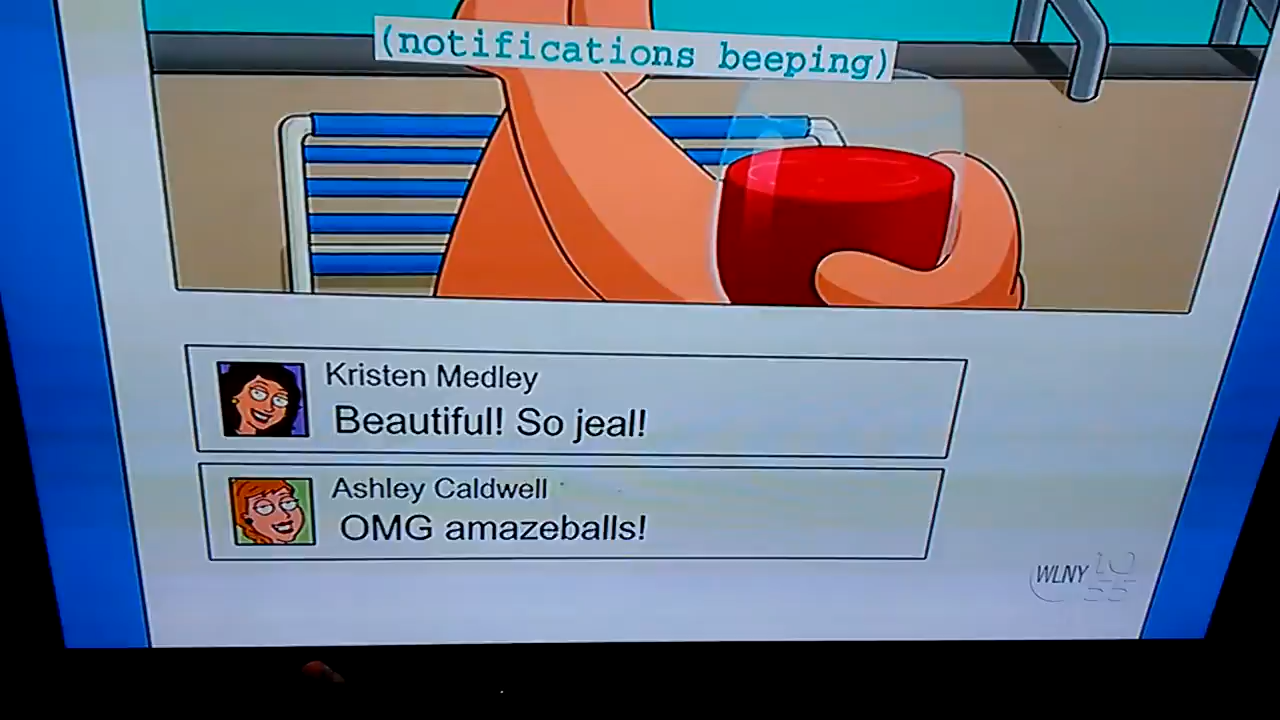 (notifications beeping)
Kristen Medley
Beautiful! So jeal!
Ashley Caldwell
OMG amazeballs!
WLNY